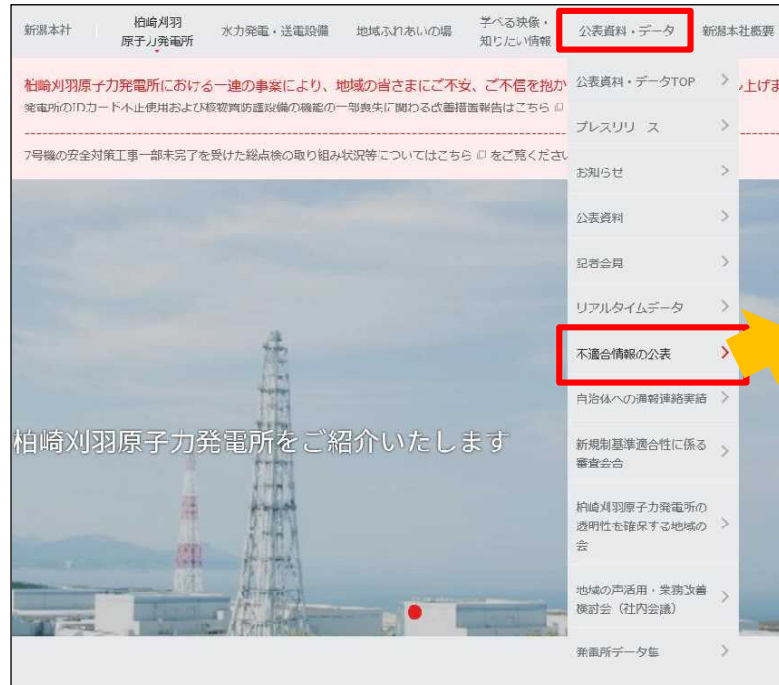 新潟本社
柏崎刈羽
原子力発電所
水力発電・送電設備
地域ふれあいの場
学べる映像・
知りたい情報
公表資料・データ
新潟本社概要
柏崎刈羽原子力発電所における一連の事案により、地域の皆さまにご不安、ご不信を抱か
上げま
発電所のIDカード不正使用および核物質防護設備の機能の一部喪失に関わる改善措置報告はこちら
7号機の安全対策工事一部未完了を受けた総点検の取り組み状況等についてはこちら をご覧くださ
公表資料・データTOP
プレスリリース
お知らせ
公表資料
記者会見
リアルタイムデータ
不適合情報の公表
自治体への通報連絡実績
新規制基準適合性に係る
審査会合
柏崎刈羽原子力発電所の
透明性を確保する地域の
会
地域の声活用・業務改善
検討会（社内会議）
発電所データ集
柏崎刈羽原子力発電所をご紹介いたします